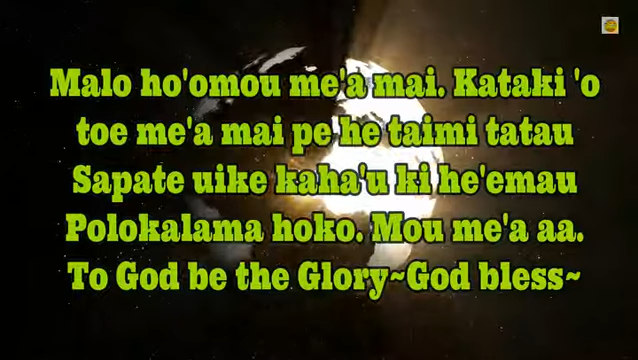 Malo ho'omou me'a mai. Kataki 'o
toe me'a mai pe he taimi tatau
Sapate uike kaha'u ki he'emau
Polokalama hoko. Mou me'a aa.
To God be the Glory~God bless~